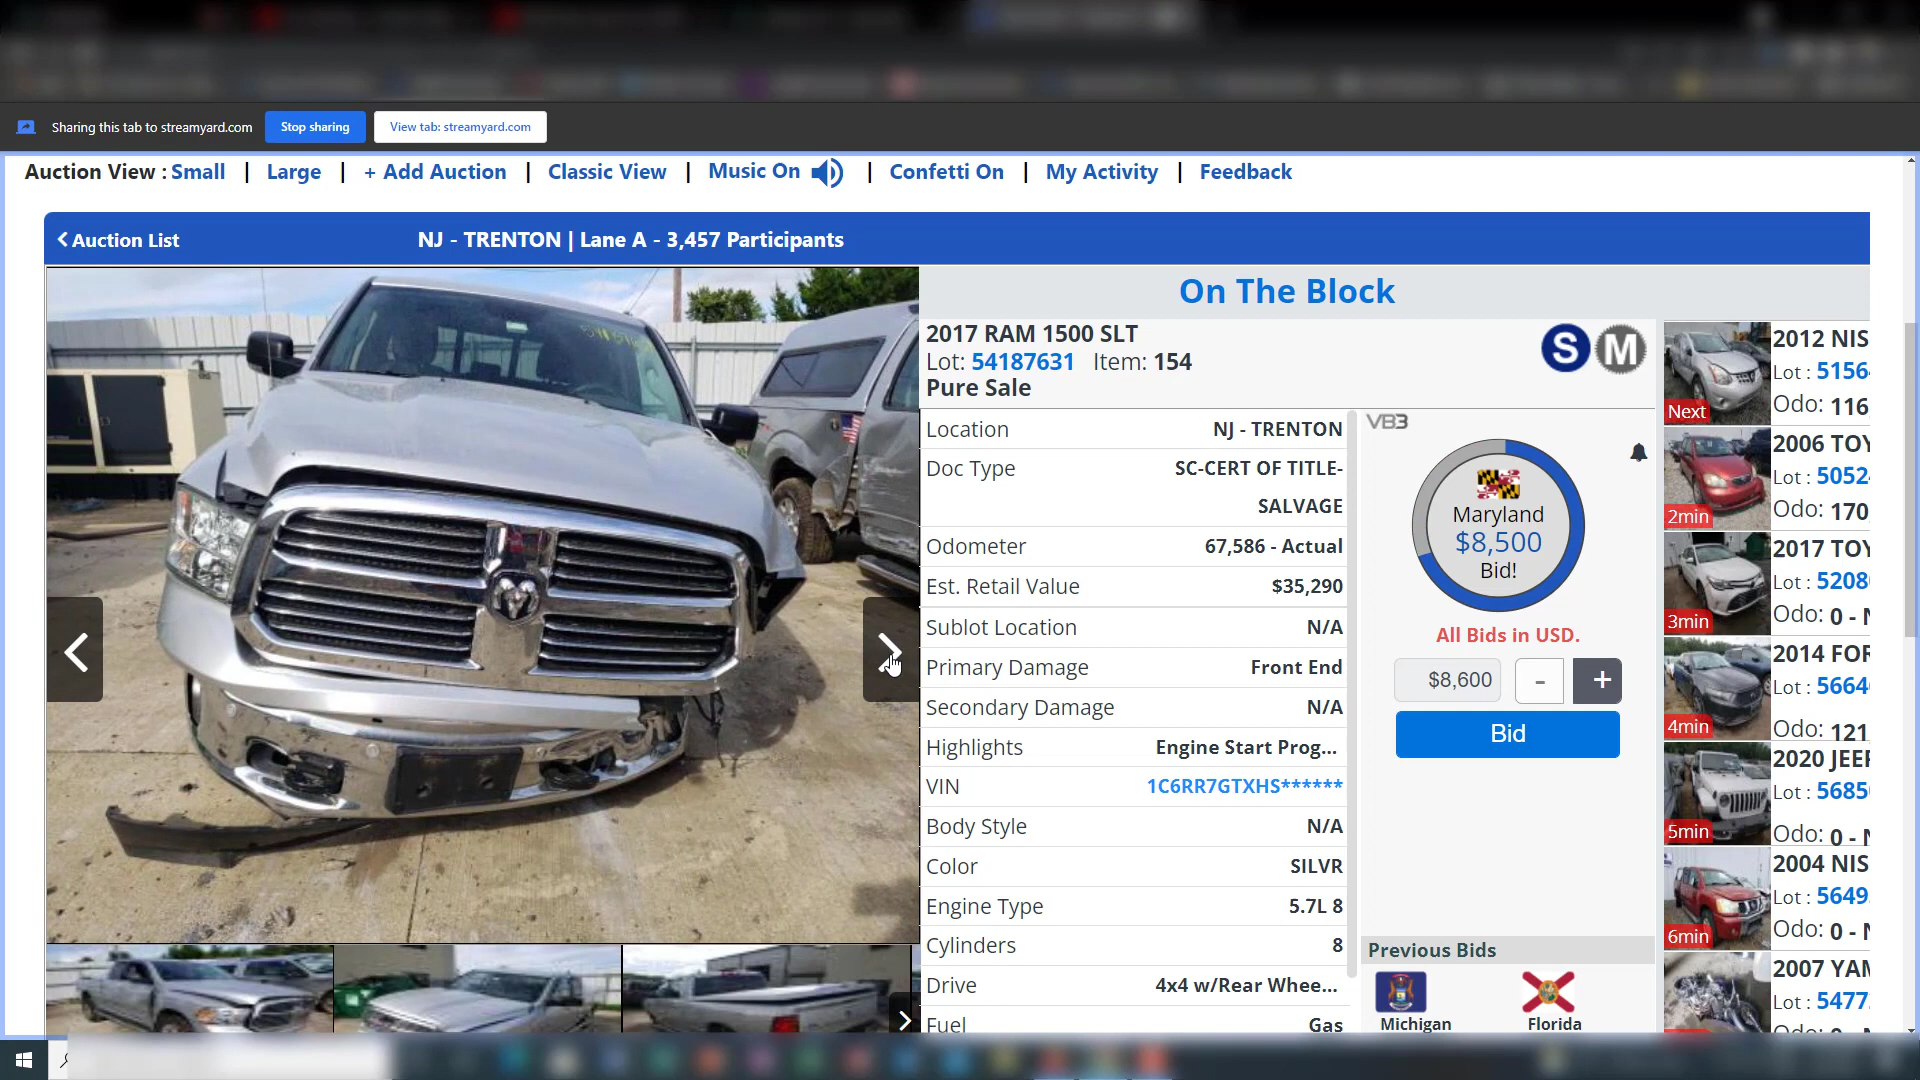 Sharing this tab to streamyard.com
Stop sharing
View tab: streamyard.com
Auction View : Small | Large | + Add Auction | Classic View | Music On | Confetti On | My Activity | Feedback
Auction List
NJ - TRENTON | Lane A - 3,457 Participants
On The Block
2017 RAM 1500 SLT
Lot: 54187631 Item: 154
Pure Sale
S M
Location NJ - TRENTON
Doc Type SC-CERT OF TITLE-
SALVAGE
Odometer 67,586 - Actual
Est. Retail Value $35,290
Sublot Location N/A
Primary Damage Front End
Secondary Damage N/A
Highlights Engine Start Prog...
VIN 1C6RR7GTXHS******
Body Style N/A
Color SILVR
Engine Type 5.7L 8
Cylinders 8
Drive 4x4 w/Rear Whee...
Fuel Gas
VB3
Maryland
$8,500
Bid!
All Bids in USD.
$8,600 - +
Bid
Previous Bids
Michigan Florida
2012 NIS
Lot : 5156
Odo: 116
Next
2006 TOY
Lot : 5052
Odo: 170
2min
2017 TOY
Lot : 5208
Odo: 0 - N
3min
2014 FOR
Lot : 5664
Odo: 121
4min
2020 JEEP
Lot : 5685
Odo: 0 - N
5min
2004 NIS
Lot : 5649
Odo: 0 - N
6min
2007 YAM
Lot : 5477